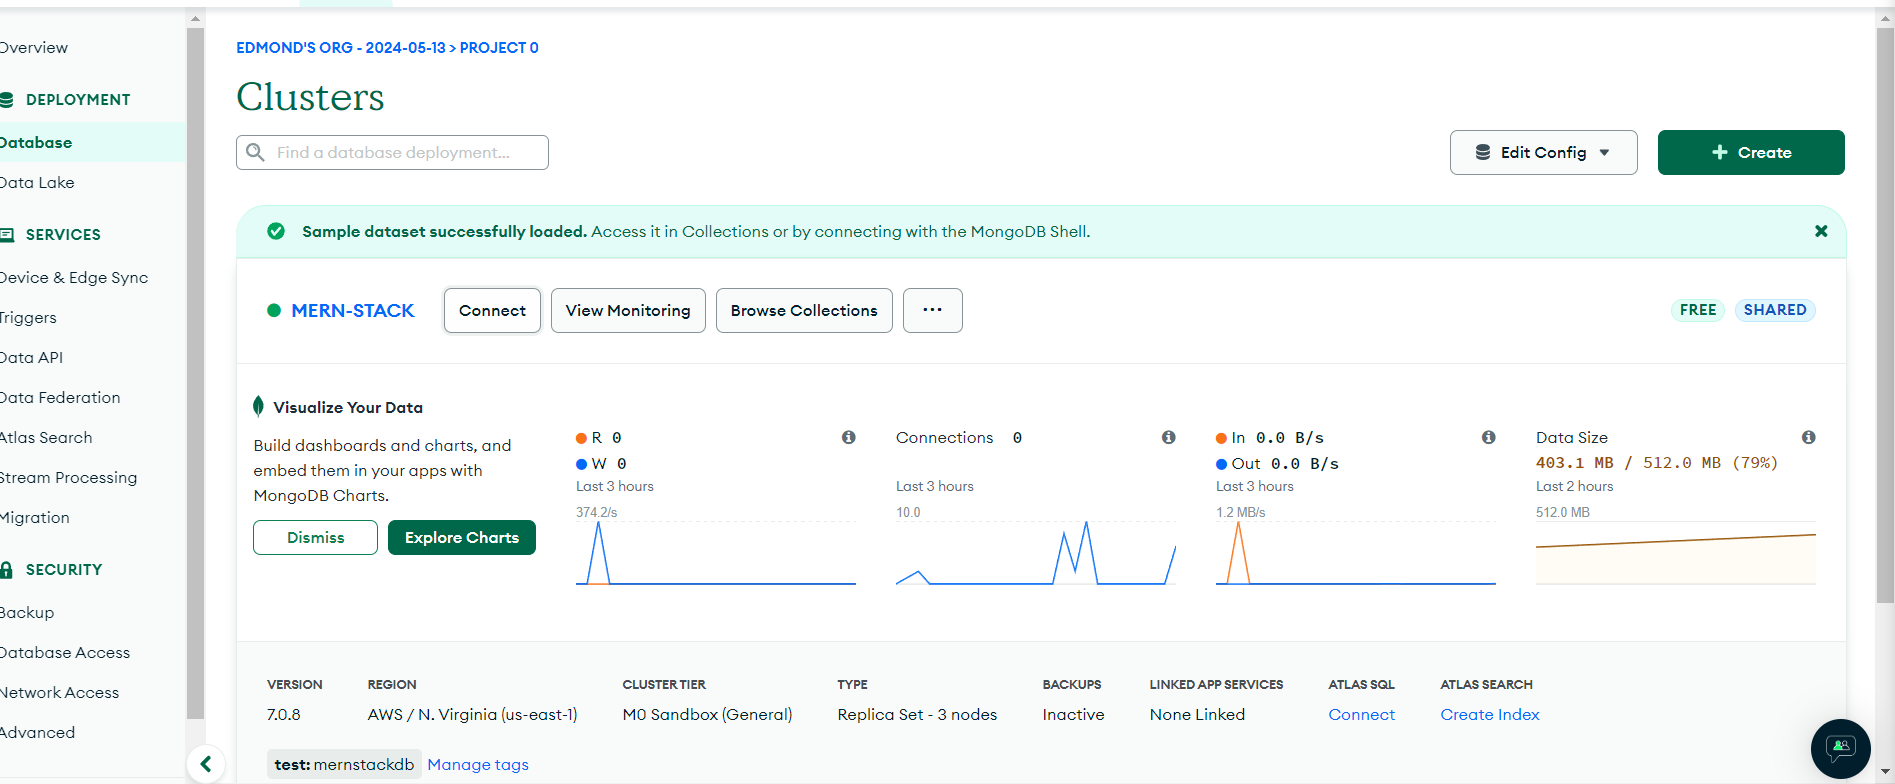 Overview
DEPLOYMENT
Database
Data Lake
SERVICES
Device & Edge Sync
Triggers
Data API
Data Federation
Atlas Search
Stream Processing
Migration
SECURITY
Backup
Database Access
Network Access
Advanced
EDMOND'S ORG - 2024-05-13 > PROJECT 0
Clusters
Find a database deployment...
Edit Config
+ Create
Sample dataset successfully loaded. Access it in Collections or by connecting with the MongoDB Shell.
MERN-STACK
Connect
View Monitoring
Browse Collections
...
FREE
SHARED
Visualize Your Data
Build dashboards and charts, and
embed them in your apps with
MongoDB Charts.
Dismiss
Explore Charts
R 0
W 0
Last 3 hours
374.2/s
Connections 0
Last 3 hours
10.0
In 0.0 B/s
Out 0.0 B/s
Last 3 hours
1.2 MB/s
Data Size
403.1 MB / 512.0 MB (79%)
Last 2 hours
512.0 MB
VERSION
7.0.8
REGION
AWS / N. Virginia (us-east-1)
CLUSTER TIER
M0 Sandbox (General)
TYPE
Replica Set - 3 nodes
BACKUPS
Inactive
LINKED APP SERVICES
None Linked
ATLAS SQL
Connect
ATLAS SEARCH
Create Index
test: mernstackdb
Manage tags